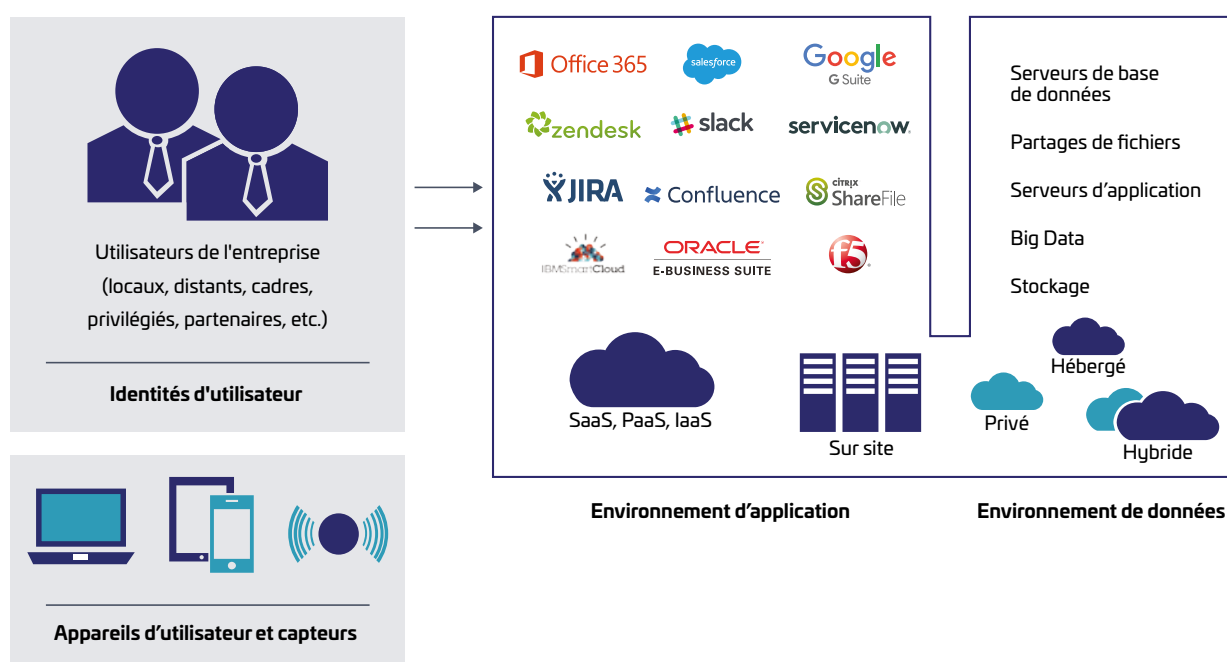 Utilisateurs de l'entreprise
(locaux, distants, cadres,
privilégiés, partenaires, etc.)
Identités d'utilisateur
Appareils d’utilisateur et capteurs
Office 365
salesforce
Google
G Suite
zendesk
slack
servicenow.
JIRA
Confluence
CITRIX
ShareFile
IBMSmartCloud
ORACLE
E-BUSINESS SUITE
f5
SaaS, PaaS, IaaS
Sur site
Environnement d’application
Serveurs de base
de données
Partages de fichiers
Serveurs d’application
Big Data
Stockage
Hébergé
Privé
Hybride
Environnement de données